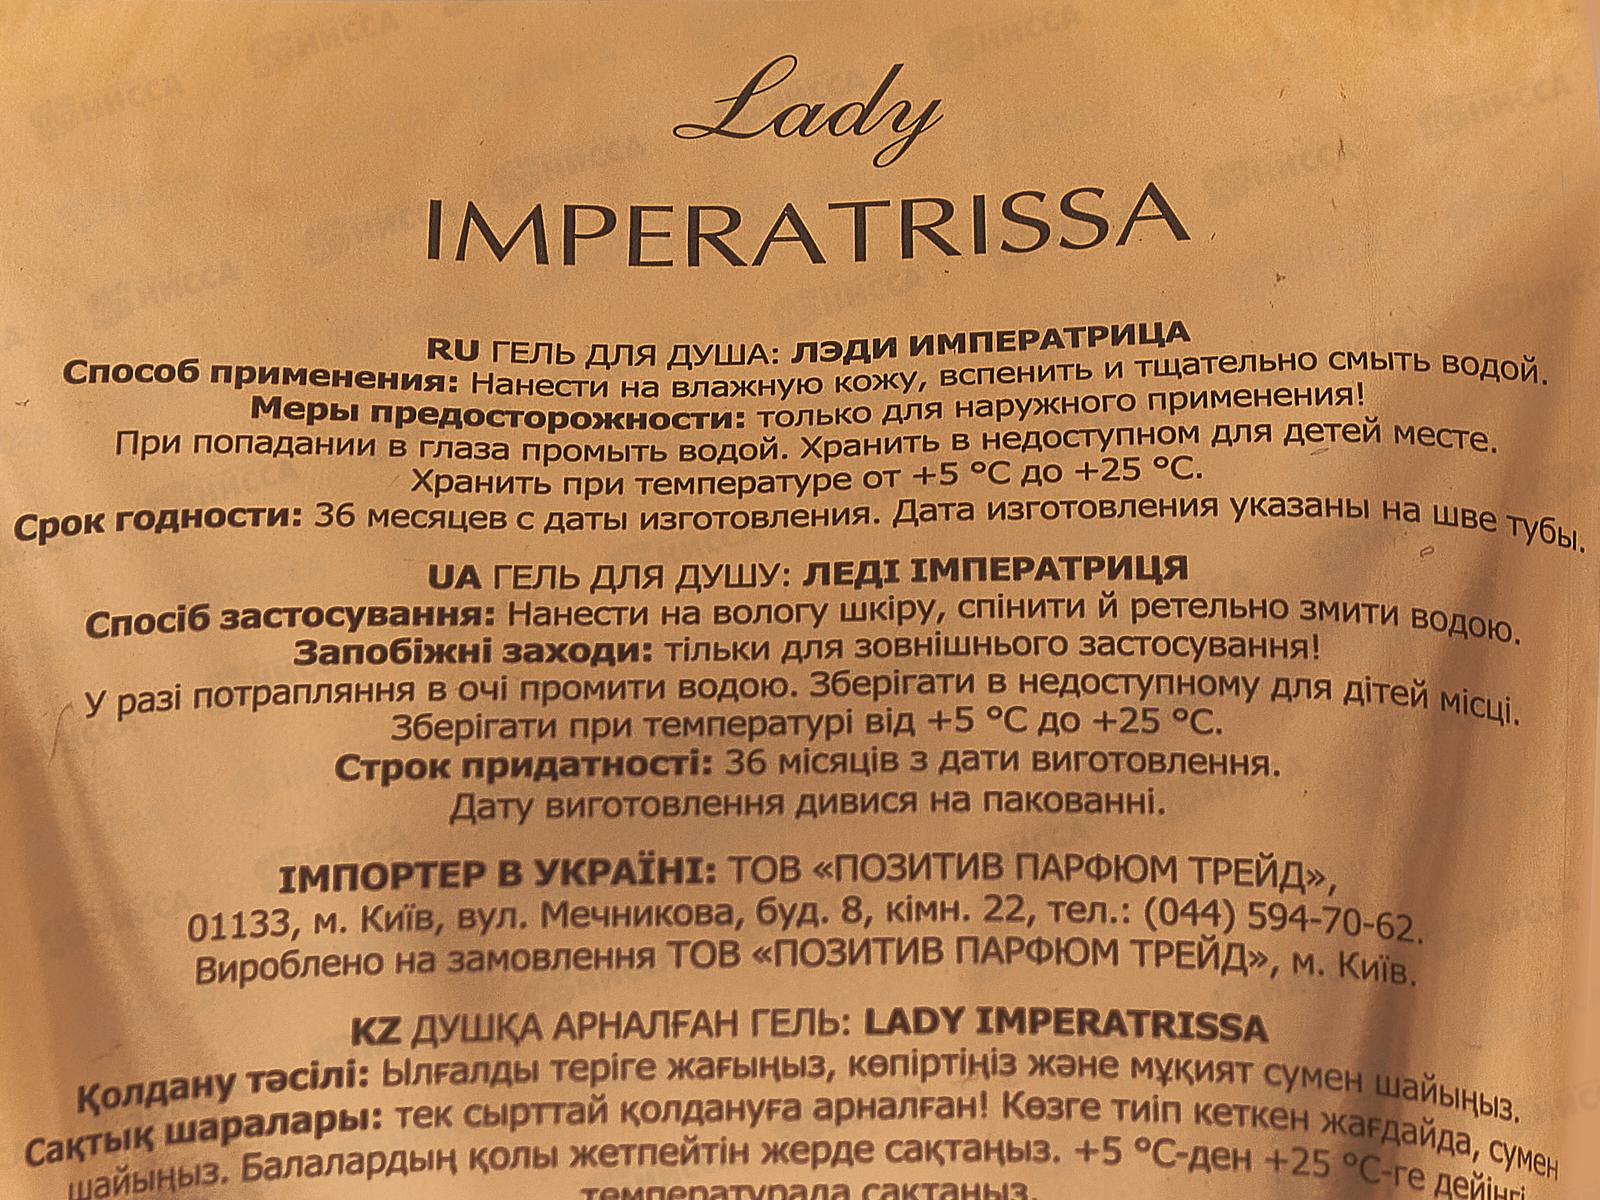 Lady
IMPERATRISSA
RU ГЕЛЬ ДЛЯ ДУША: ЛЭДИ ИМПЕРАТРИЦА
Способ применения: Нанести на влажную кожу, вспенить и тщательно смыть водой.
Меры предосторожности: только для наружного применения!
При попадании в глаза промыть водой. Хранить в недоступном для детей месте.
Хранить при температуре от +5 °C до +25 °C.
Срок годности: 36 месяцев с даты изготовления. Дата изготовления указаны на шве тубы.
UA ГЕЛЬ ДЛЯ ДУШУ: ЛЕДІ ІМПЕРАТРИЦЯ
Спосіб застосування: Нанести на вологу шкіру, спінити й ретельно змити водою.
Запобіжні заходи: тільки для зовнішнього застосування!
У разі потрапляння в очі промити водою. Зберігати в недоступному для дітей місці.
Зберігати при температурі від +5 °C до +25 °C.
Строк придатності: 36 місяців з дати виготовлення.
Дату виготовлення дивися на пакованні.
ІМПОРТЕР В УКРАЇНІ: ТОВ «ПОЗИТИВ ПАРФЮМ ТРЕЙД»,
01133, м. Київ, вул. Мечникова, буд. 8, кімн. 22, тел.: (044) 594-70-62.
Вироблено на замовлення ТОВ «ПОЗИТИВ ПАРФЮМ ТРЕЙД», м. Київ.
KZ ДУШҚА АРНАЛҒАН ГЕЛЬ: LADY IMPERATRISSA
Қолдану тәсілі: Ылғалды теріге жағыңыз, көпіртіңіз және мұқият сумен шайыңыз.
Сақтық шаралары: тек сырттай қолдануға арналған! Көзге тиіп кеткен жағдайда, сумен
шайыңыз. Балалардың қолы жетпейтін жерде сақтаңыз. +5 °C-ден +25 °C-ге дейінгі
температурада сақтаңыз.